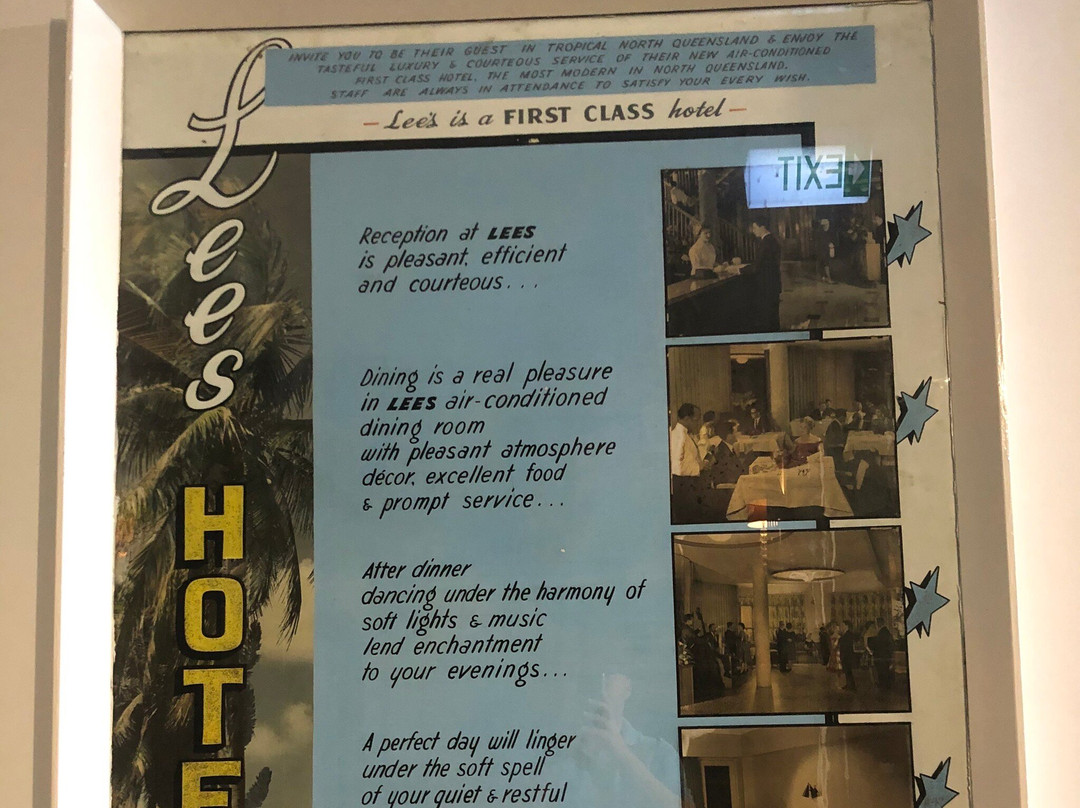 Lees
HOTE
INVITE YOU TO BE THEIR GUEST IN TROPICAL NORTH QUEENSLAND & ENJOY THE
TASTEFUL LUXURY & COURTEOUS SERVICE OF THEIR NEW AIR-CONDITIONED
FIRST CLASS HOTEL, THE MOST MODERN IN NORTH QUEENSLAND.
STAFF ARE ALWAYS IN ATTENDANCE TO SATISFY YOUR EVERY WISH.
- Lee's is a FIRST CLASS hotel -
EXIT
Reception at LEES
is pleasant, efficient
and courteous...
Dining is a real pleasure
in LEES air-conditioned
dining room
with pleasant atmosphere
décor, excellent food
& prompt service...
After dinner
dancing under the harmony of
soft lights & music
lend enchantment
to your evenings...
A perfect day will linger
under the soft spell
of your quiet & restful